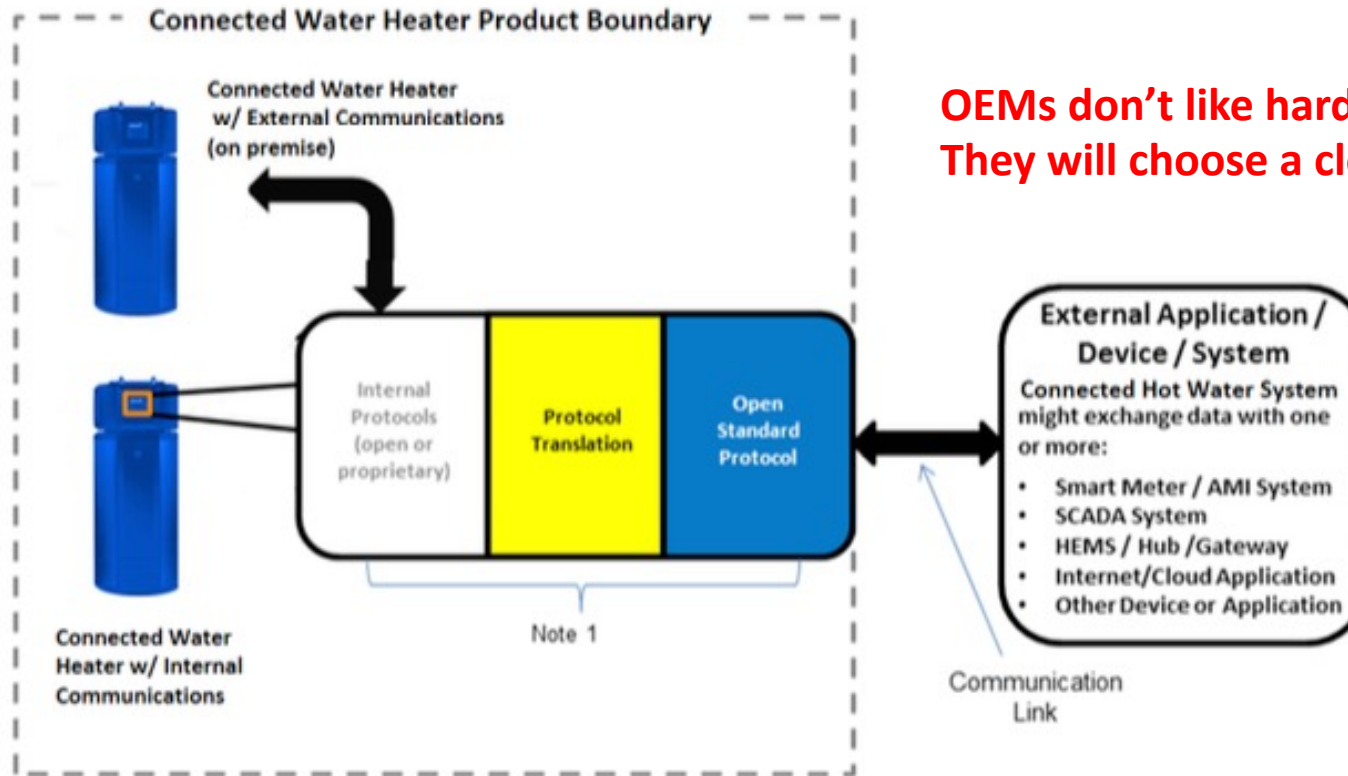 Connected Water Heater Product Boundary
Connected Water Heater
w/ External Communications
(on premise)
OEMs don't like hard
They will choose a cl
Internal
Protocols
(open or
proprietary)
Protocol
Translation
Open
Standard
Protocol
External Application /
Device / System
Connected Hot Water System
might exchange data with one
or more:
• Smart Meter / AMI System
• SCADA System
• HEMS / Hub /Gateway
• Internet/Cloud Application
• Other Device or Application
Note 1
Connected Water
Heater w/ Internal
Communications
Communication
Link